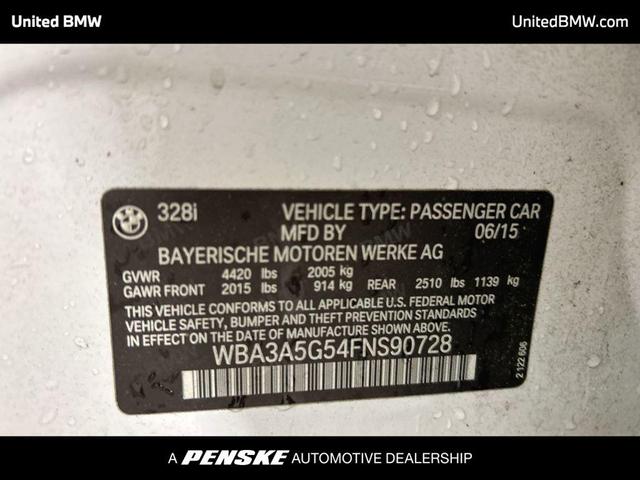 United BMW
UnitedBMW.com
328i VEHICLE TYPE: PASSENGER CAR
MFD BY 06/15
BAYERISCHE MOTOREN WERKE AG
GVWR 4420 lbs 2005 kg
GAWR FRONT 2015 lbs 914 kg REAR 2510 lbs 1139 kg
THIS VEHICLE CONFORMS TO ALL APPLICABLE U.S. FEDERAL MOTOR
VEHICLE SAFETY, BUMPER AND THEFT PREVENTION STANDARDS
IN EFFECT ON THE DATE OF MANUFACTURE SHOWN ABOVE.
WBA3A5G54FNS90728
2 122 606
A PENSKE AUTOMOTIVE DEALERSHIP